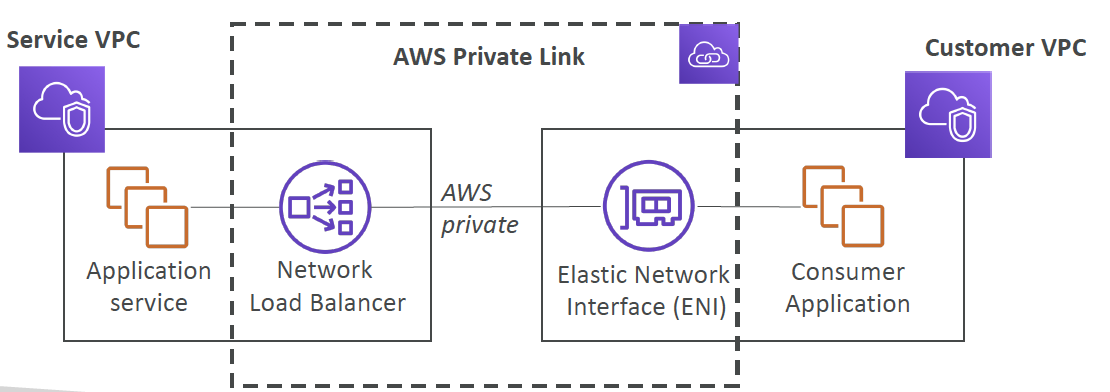 Service VPC
AWS Private Link
Customer VPC
AWS
private
Application
service
Network
Load Balancer
Elastic Network
Interface (ENI)
Consumer
Application